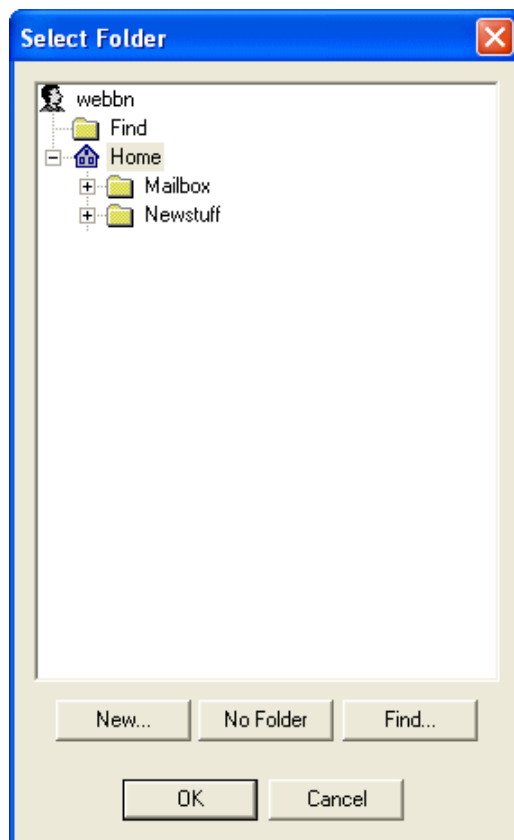 Select Folder
webbn
Find
Home
Mailbox
Newstuff
New... No Folder Find...
OK Cancel